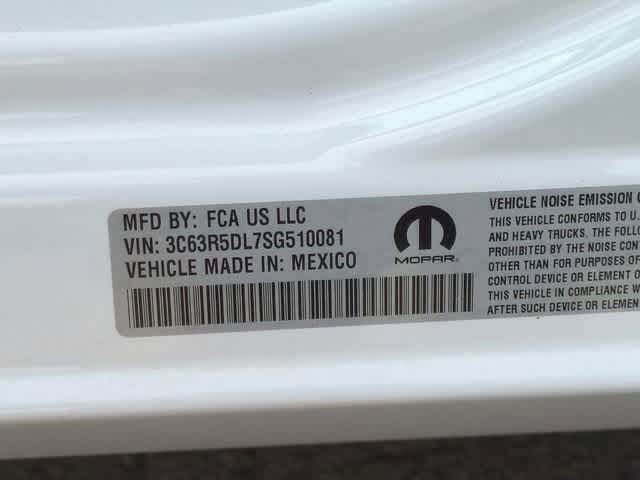 MFD BY: FCA US LLC
VIN: 3C63R5DL7SG510081
VEHICLE MADE IN: MEXICO
MOPAR
VEHICLE NOISE EMISSION
THIS VEHICLE CONFORMS TO U.
AND HEAVY TRUCKS. THE FOLLO
PROHIBITED BY THE NOISE CON
OTHER THAN FOR PURPOSES OF
CONTROL DEVICE OR ELEMENT O
THIS VEHICLE IN COMPLIANCE W
AFTER SUCH DEVICE OR ELEMEN